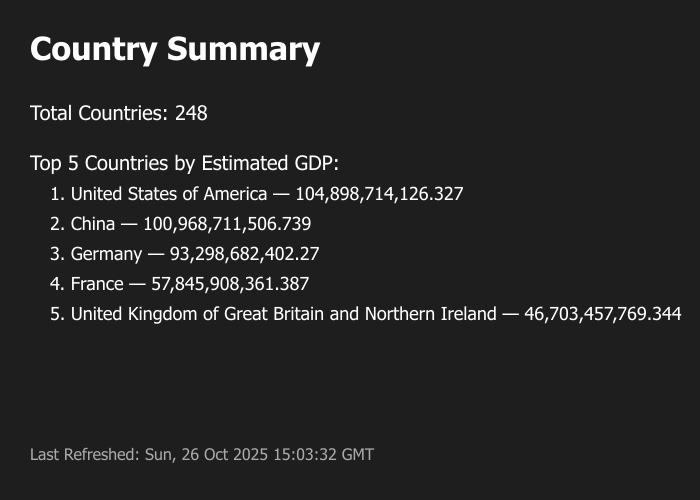 Country Summary
Total Countries: 248
Top 5 Countries by Estimated GDP:
1. United States of America — 104,898,714,126.327
2. China — 100,968,711,506.739
3. Germany — 93,298,682,402.27
4. France — 57,845,908,361.387
5. United Kingdom of Great Britain and Northern Ireland — 46,703,457,769.344
Last Refreshed: Sun, 26 Oct 2025 15:03:32 GMT